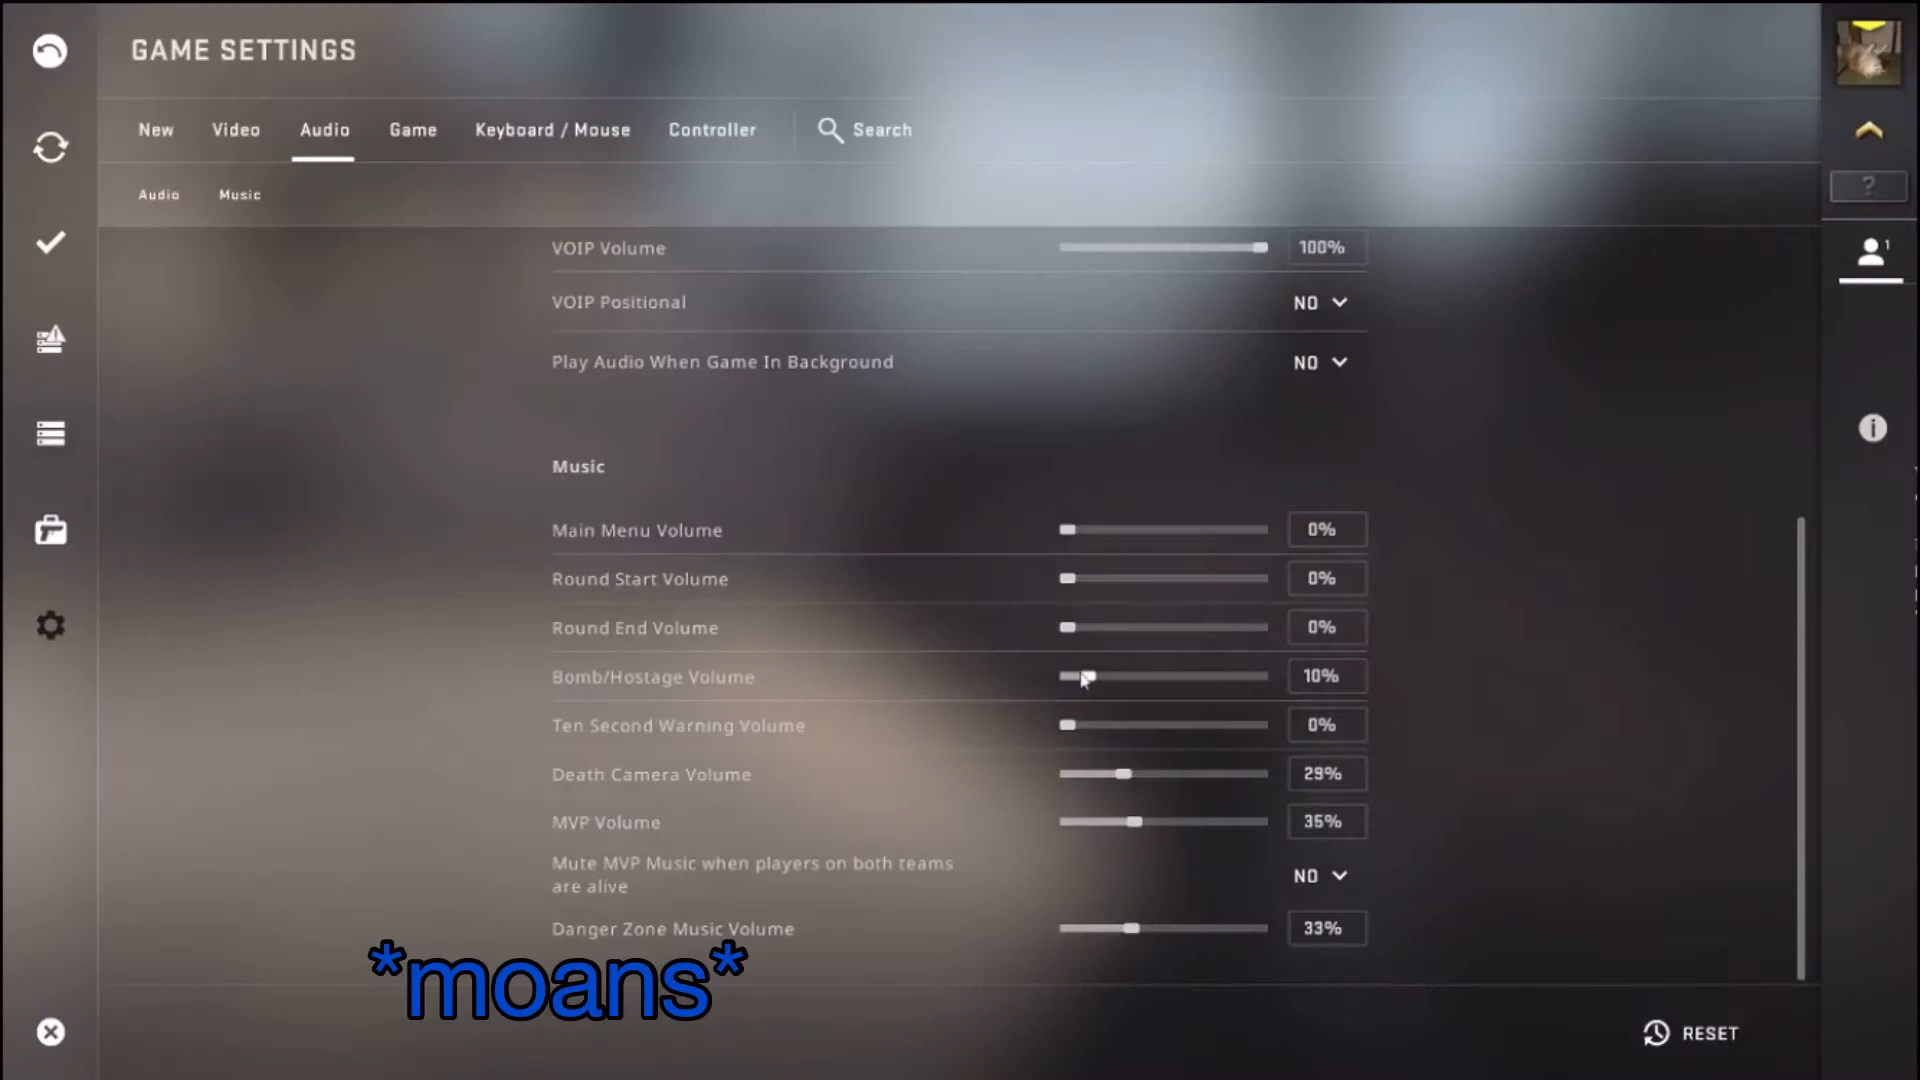 GAME SETTINGS
New Video Audio Game Keyboard / Mouse Controller Search
?
Audio Music
1
VOIP Volume 100%
VOIP Positional NO
Play Audio When Game In Background NO
Music
Main Menu Volume 0%
Round Start Volume 0%
Round End Volume 0%
Bomb/Hostage Volume 10%
Ten Second Warning Volume 0%
Death Camera Volume 29%
MVP Volume 35%
Mute MVP Music when players on both teams
are alive NO
Danger Zone Music Volume 33%
*moans*
RESET